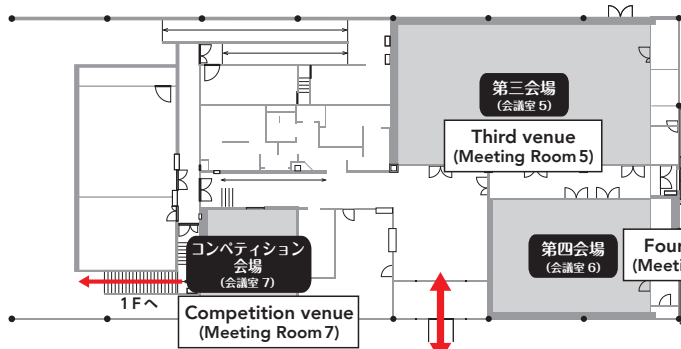 第三会場
(会議室 5)
Third venue
(Meeting Room 5)
コンペティション
会場
(会議室 7)
第四会場
(会議室 6)
Four
(Meeti
1Fへ
Competition venue
(Meeting Room 7)